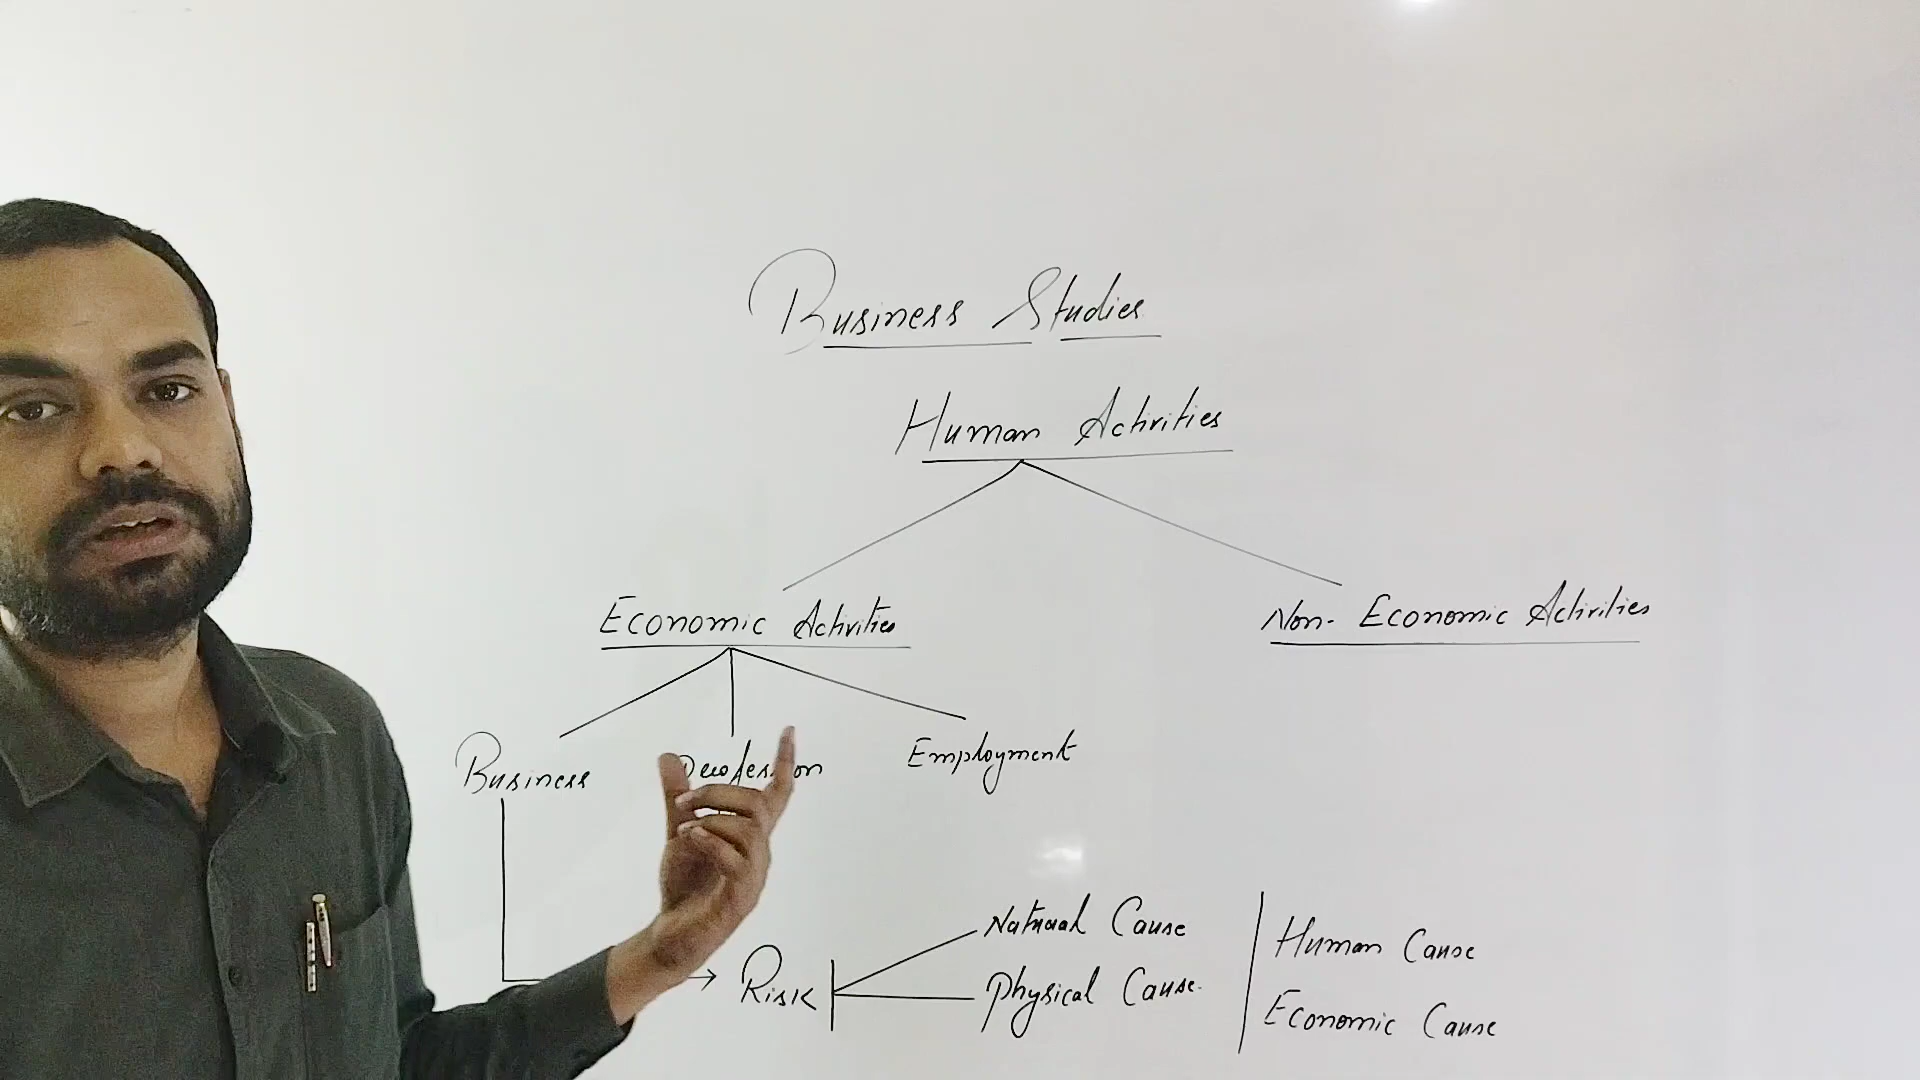 Business Studies
Human Activities
Economic Activities
Non- Economic Activities
Business
Employment
Risk
Natural Cause
Physical Cause.
Human Cause
Economic Cause